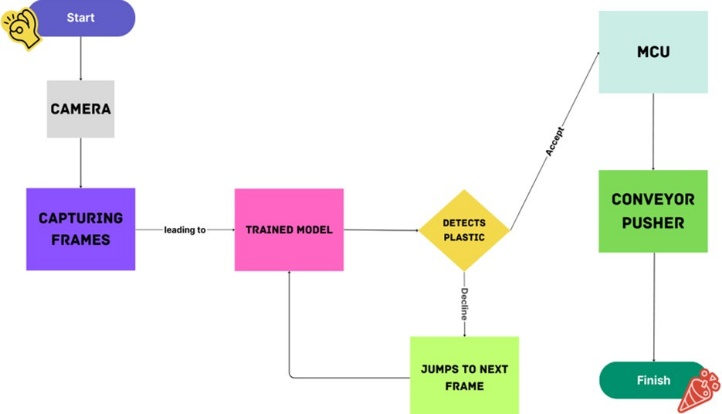 Start
CAMERA
CAPTURING
FRAMES
leading to
TRAINED MODEL
DETECTS
PLASTIC
Accept
Decline
JUMPS TO NEXT
FRAME
MCU
CONVEYOR
PUSHER
Finish